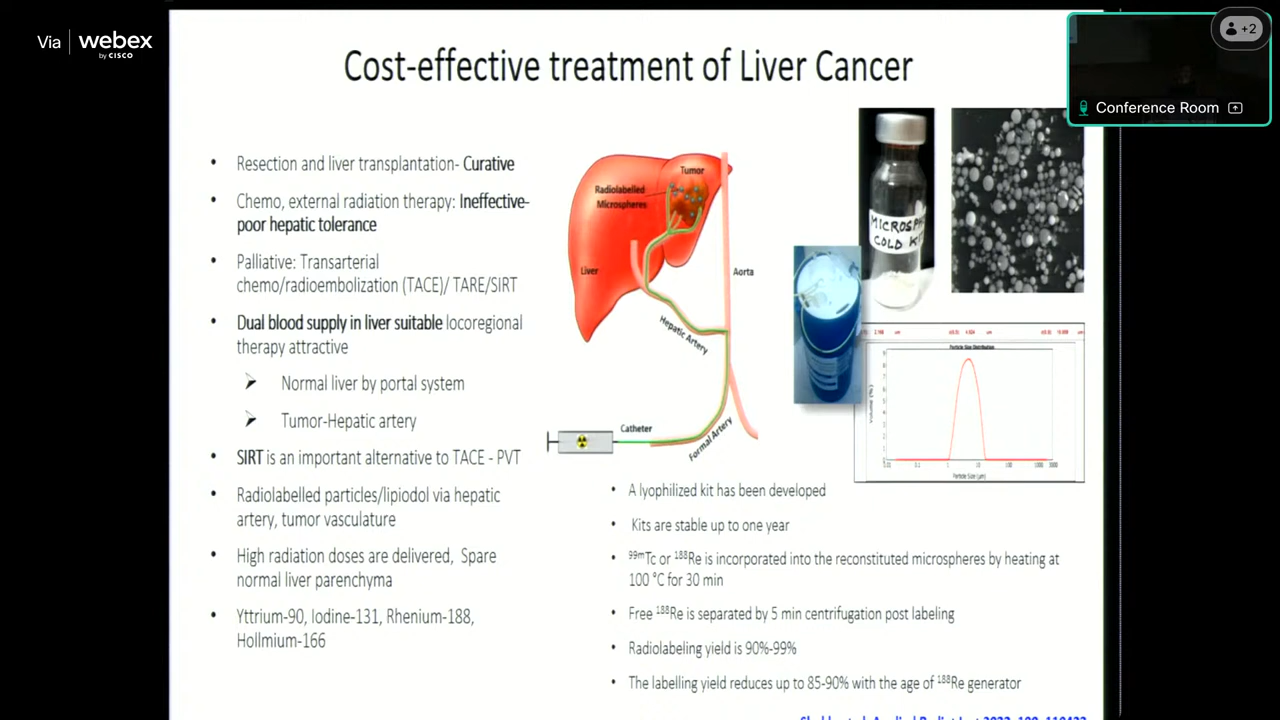 Via webex
by CISCO
+2
Conference Room
Cost-effective treatment of Liver Cancer
• Resection and liver transplantation- Curative
• Chemo, external radiation therapy: Ineffective-
poor hepatic tolerance
• Palliative: Transarterial
chemo/radioembolization (TACE)/ TARE/SIRT
• Dual blood supply in liver suitable locoregional
therapy attractive
➢ Normal liver by portal system
➢ Tumor-Hepatic artery
• SIRT is an important alternative to TACE - PVT
• Radiolabelled particles/lipiodol via hepatic
artery, tumor vasculature
• High radiation doses are delivered, Spare
normal liver parenchyma
• Yttrium-90, Iodine-131, Rhenium-188,
Hollmium-166
Tumor
Radiolabelled
Microspheres
Liver
Aorta
Hepatic Artery
Catheter
Formal Artery
MICROSP
COLD KI
Particle Size Distribution
Volume (%)
Particle Size (µm)
• A lyophilized kit has been developed
• Kits are stable up to one year
• ⁹⁹ᵐTc or ¹⁸⁸Re is incorporated into the reconstituted microspheres by heating at
100 °C for 30 min
• Free ¹⁸⁸Re is separated by 5 min centrifugation post labeling
• Radiolabeling yield is 90%-99%
• The labelling yield reduces up to 85-90% with the age of ¹⁸⁸Re generator